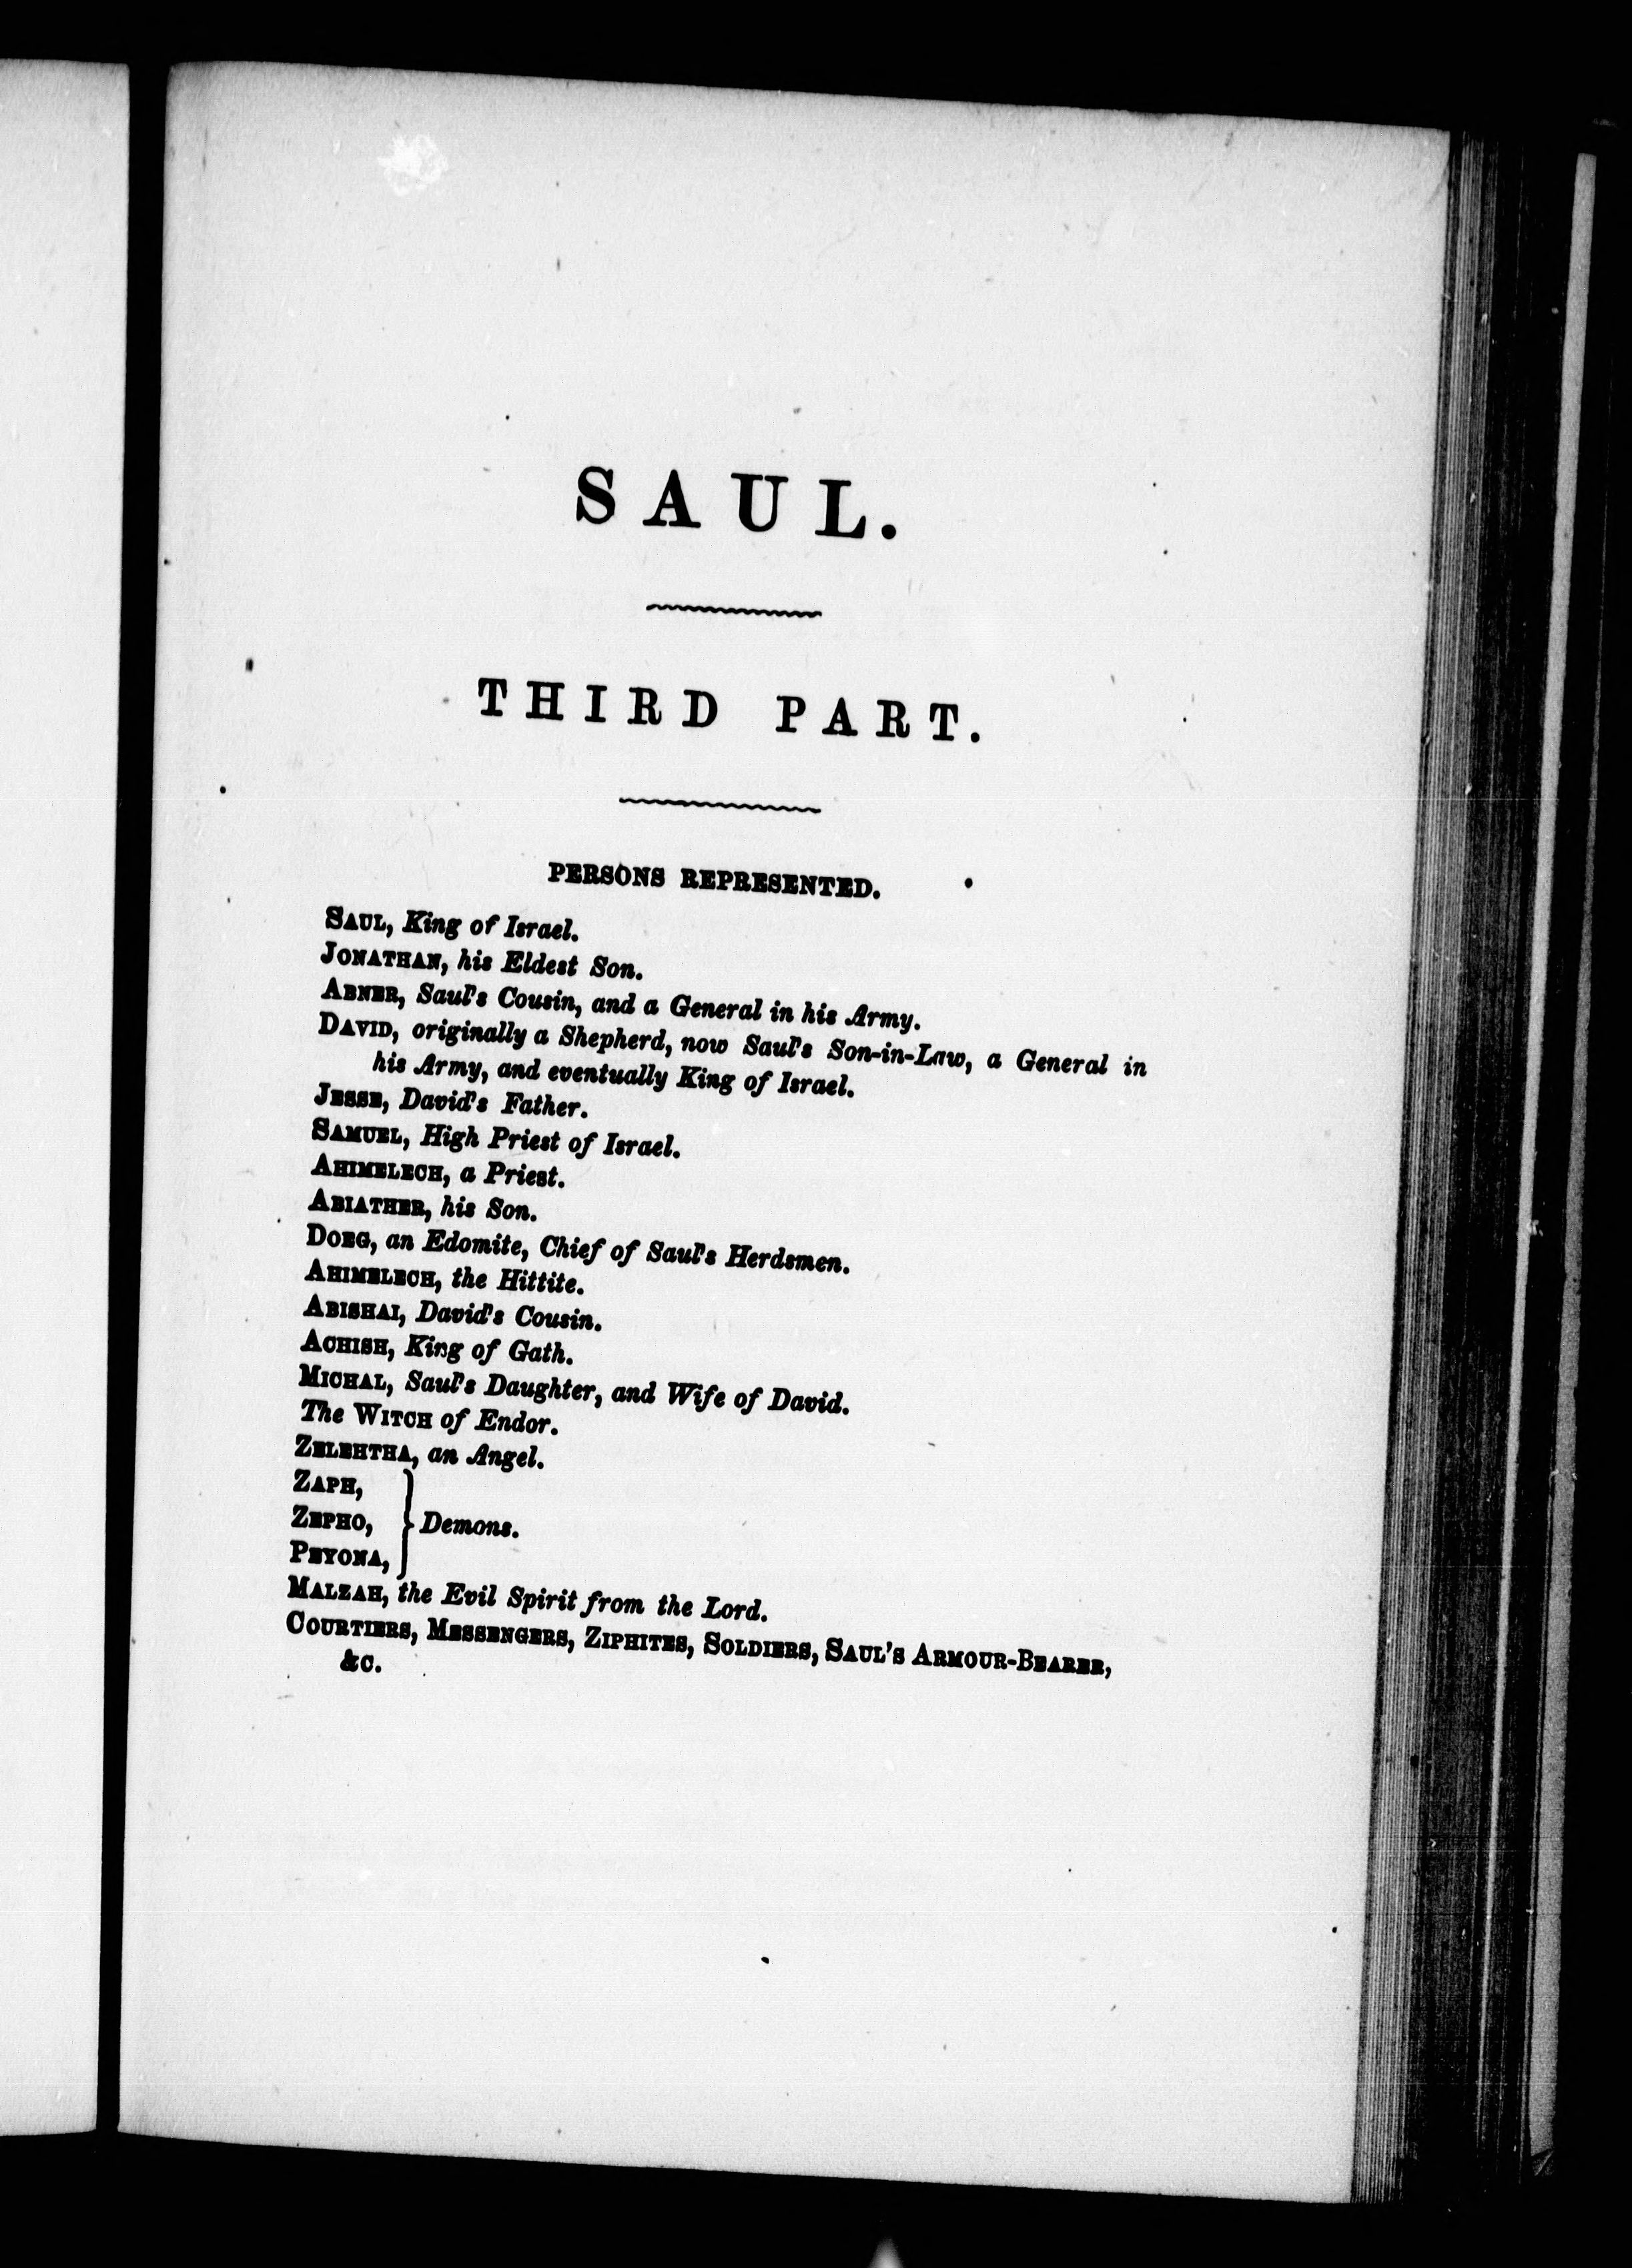 SAUL.
THIRD PART.
PERSONS REPRESENTED.
SAUL, King of Israel.
JONATHAN, his Eldest Son.
ABNER, Saul's Cousin, and a General in his Army.
DAVID, originally a Shepherd, now Saul's Son-in-Law, a General in
his Army, and eventually King of Israel.
JESSE, David's Father.
SAMUEL, High Priest of Israel.
AHIMELECH, a Priest.
ABIATHER, his Son.
DOEG, an Edomite, Chief of Saul's Herdsmen.
AHIMELECH, the Hittite.
ABISHAI, David's Cousin.
ACHISH, King of Gath.
MICHAL, Saul's Daughter, and Wife of David.
The WITCH of Endor.
ZELEHTHA, an Angel.
ZAPH,
ZEPHO, } Demons.
PEYONA,
MALZAH, the Evil Spirit from the Lord.
COURTIERS, MESSENGERS, ZIPHITES, SOLDIERS, SAUL'S ARMOUR-BEARER,
&c.